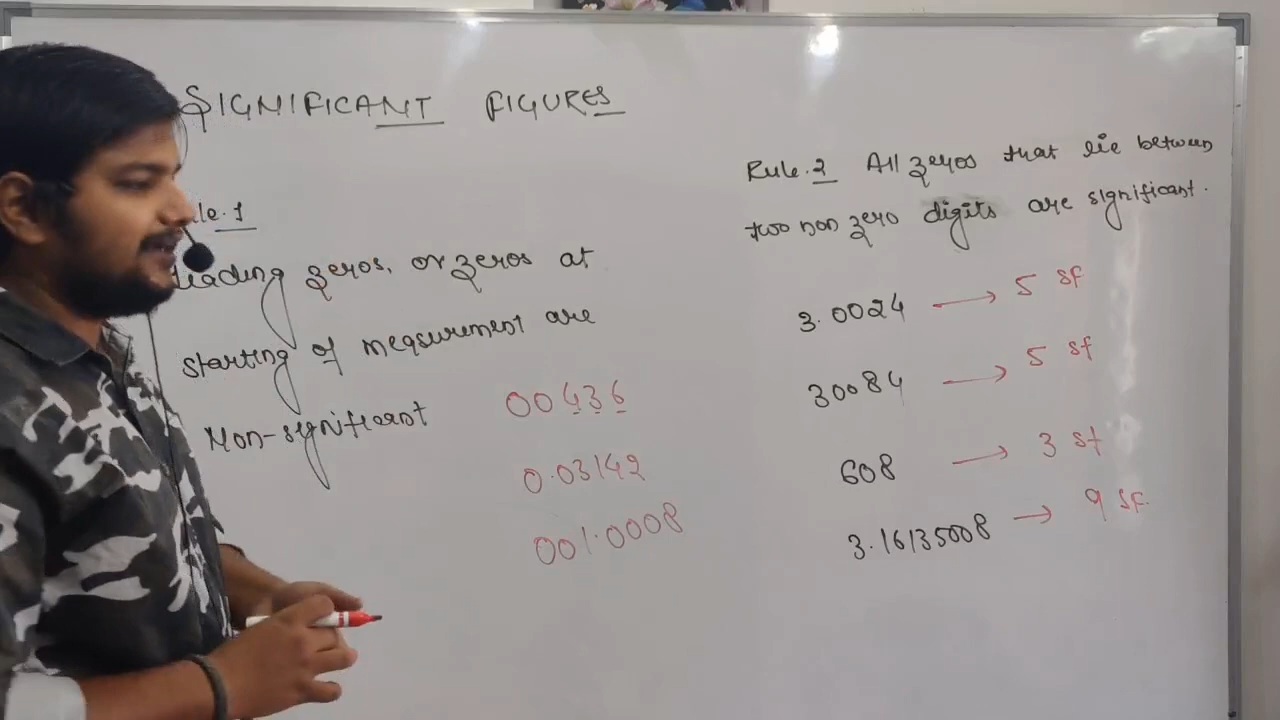 SIGNIFICANT FIGURES
le.1
leading zeros, or zeros at
starting of measurement are
Non-significant
00436
0.03142
001.0008
Rule.2 All zeros that lie between
two non zero digits are significant.
3.0024 → 5 sf
30084 → 5 sf
608 → 3 sf
3.16135008 → 9 sf.